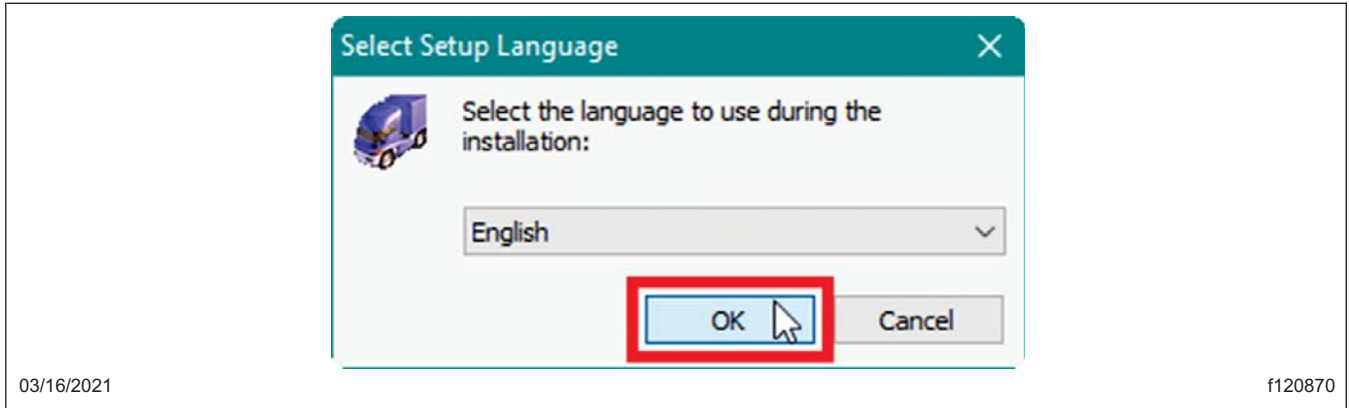 Select Setup Language
Select the language to use during the
installation:
English
OK
Cancel
03/16/2021
f120870